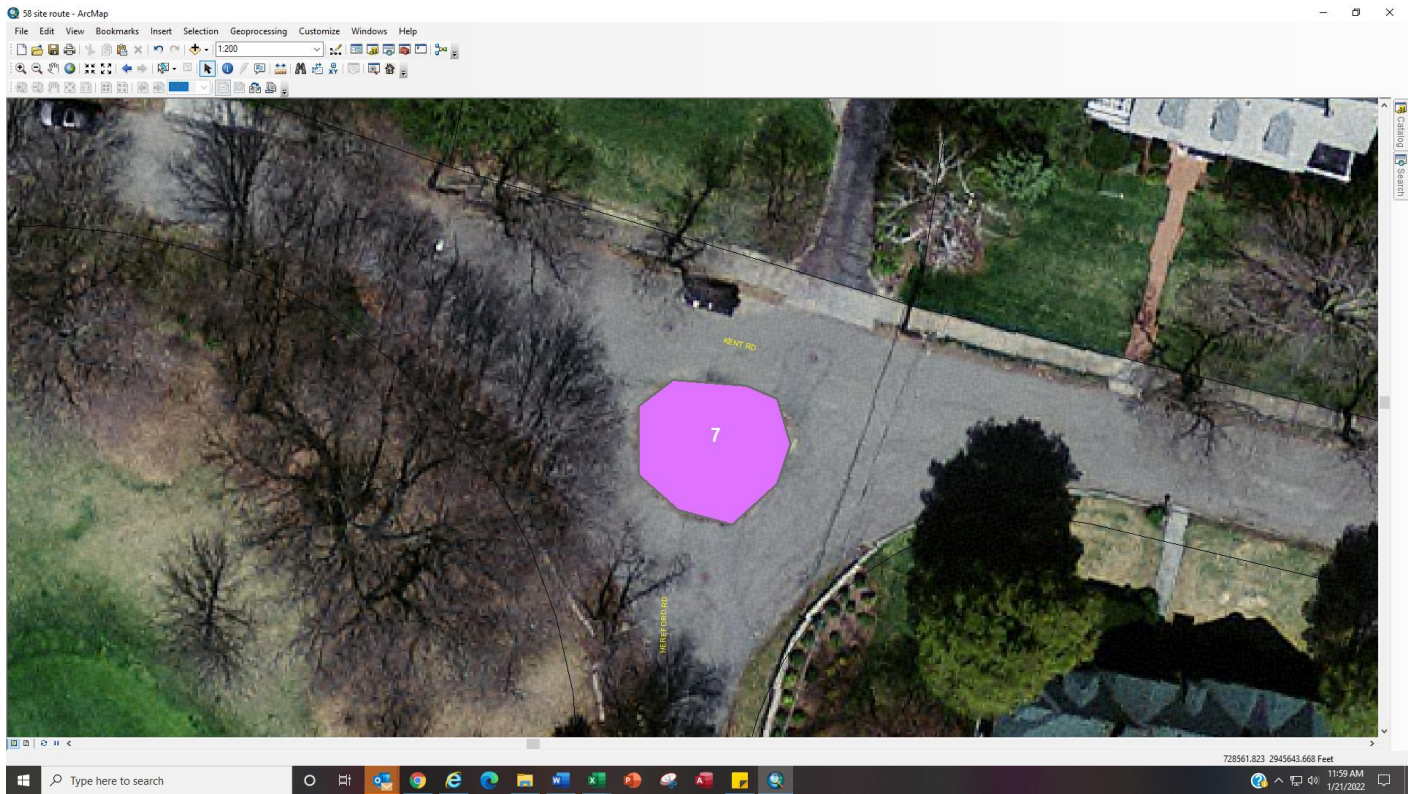 58 site route - ArcMap
File Edit View Bookmarks Insert Selection Geoprocessing Customize Windows Help
1:200
XY
Catalog
Search
KENT RD
7
HEREFORD RD
728561.823 2945643.668 Feet
Type here to search
11:59 AM
1/21/2022